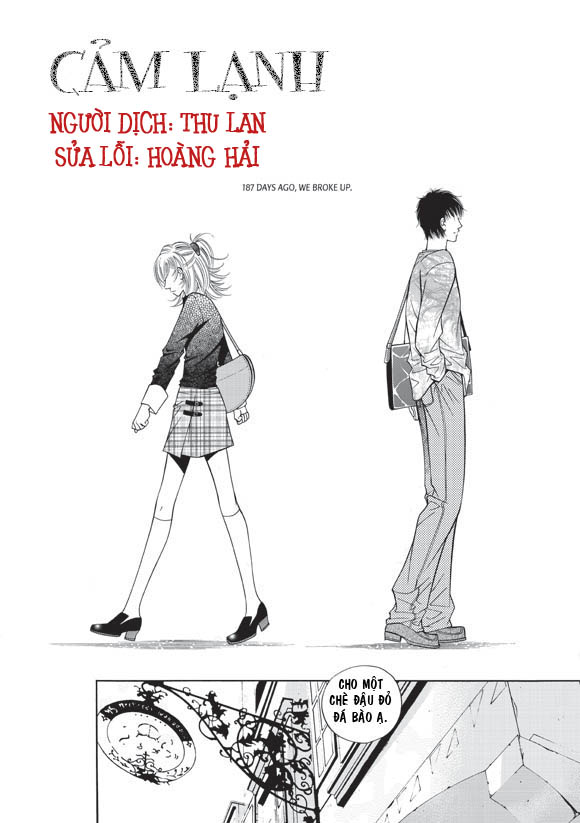 CẢM LẠNH
NGƯỜI DỊCH: THU LAN
SỬA LỖI: HOÀNG HẢI
187 DAYS AGO, WE BROKE UP.
CHO MỘT
CHÈ ĐẬU ĐỎ
ĐÁ BÀO Ạ.